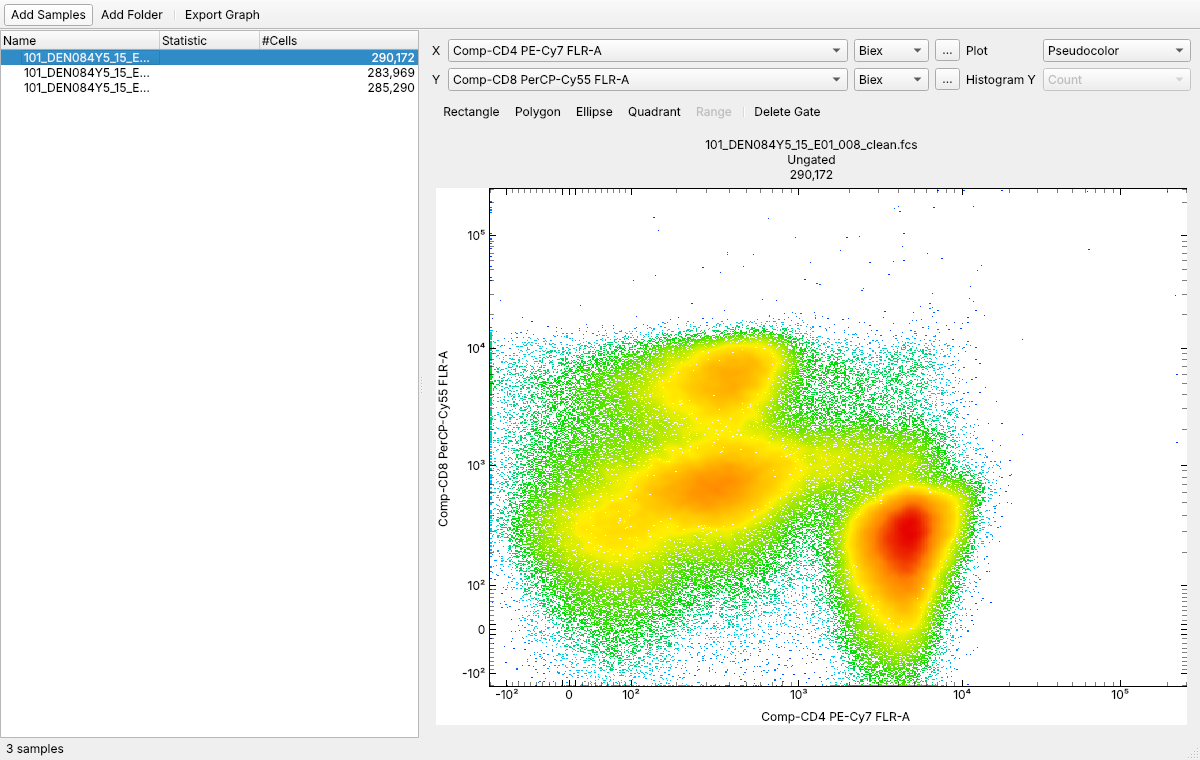 Add Samples Add Folder Export Graph
Name Statistic #Cells
101_DEN084Y5_15_E... 290,172
101_DEN084Y5_15_E... 283,969
101_DEN084Y5_15_E... 285,290
X Comp-CD4 PE-Cy7 FLR-A Biex ... Plot Pseudocolor
Y Comp-CD8 PerCP-Cy55 FLR-A Biex ... Histogram Y Count
Rectangle Polygon Ellipse Quadrant Range Delete Gate
101_DEN084Y5_15_E01_008_clean.fcs
Ungated
290,172
10⁵
10⁴
10³
10²
0
-10²
Comp-CD8 PerCP-Cy55 FLR-A
-10² 0 10² 10³ 10⁴ 10⁵
Comp-CD4 PE-Cy7 FLR-A
3 samples